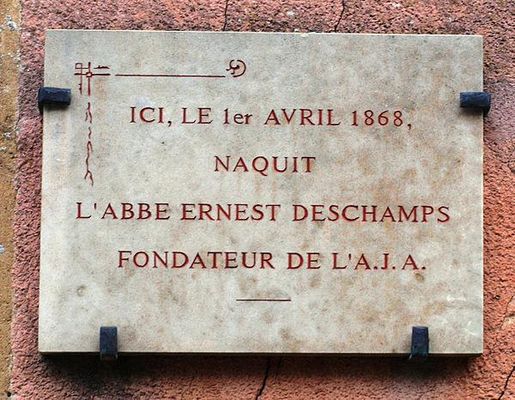 ICI, LE 1er AVRIL 1868,
NAQUIT
L'ABBE ERNEST DESCHAMPS
FONDATEUR DE L'A.J.A.